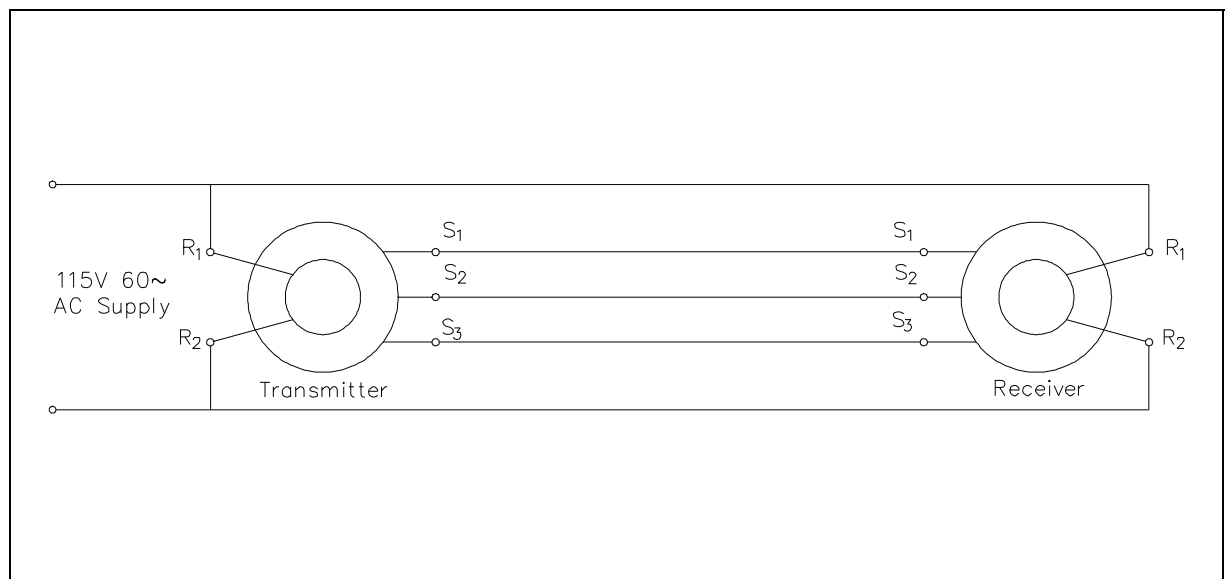 S₁
S₁
R₁
R₁
115V 60~
AC Supply
S₂
S₂
R₂
S₃
S₃
R₂
Transmitter
Receiver